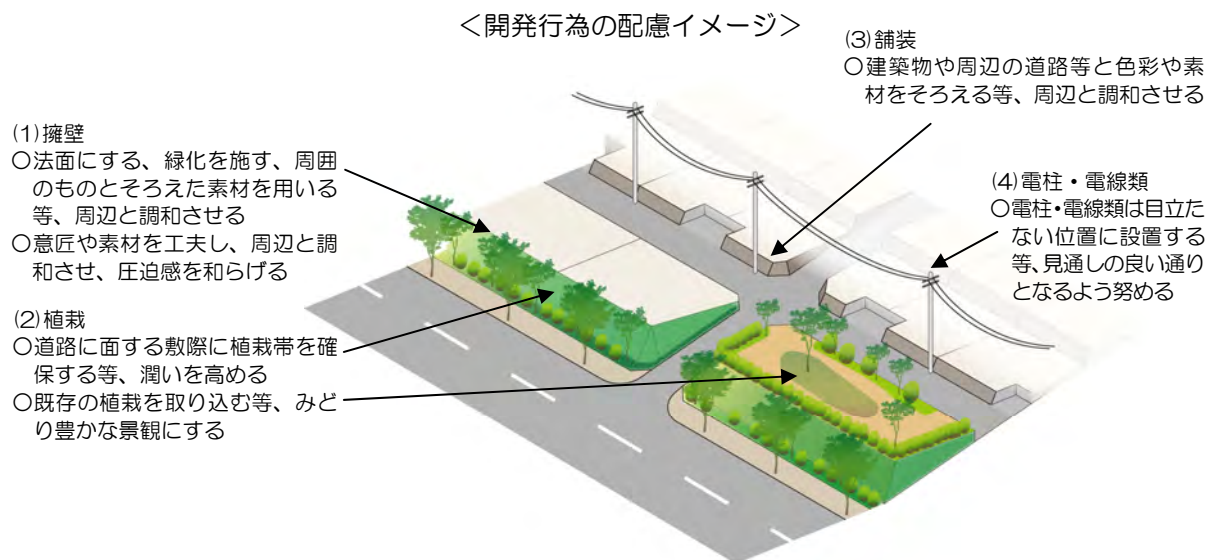 ＜開発行為の配慮イメージ＞
(1)擁壁
○法面にする、緑化を施す、周囲
のものとそろえた素材を用いる
等、周辺と調和させる
○意匠や素材を工夫し、周辺と調
和させ、圧迫感を和らげる
(2)植栽
○道路に面する敷際に植栽帯を確
保する等、潤いを高める
○既存の植栽を取り込む等、みど
り豊かな景観にする
(3)舗装
○建築物や周辺の道路等と色彩や素
材をそろえる等、周辺と調和させる
(4)電柱・電線類
○電柱・電線類は目立た
ない位置に設置する
等、見通しの良い通り
となるよう努める